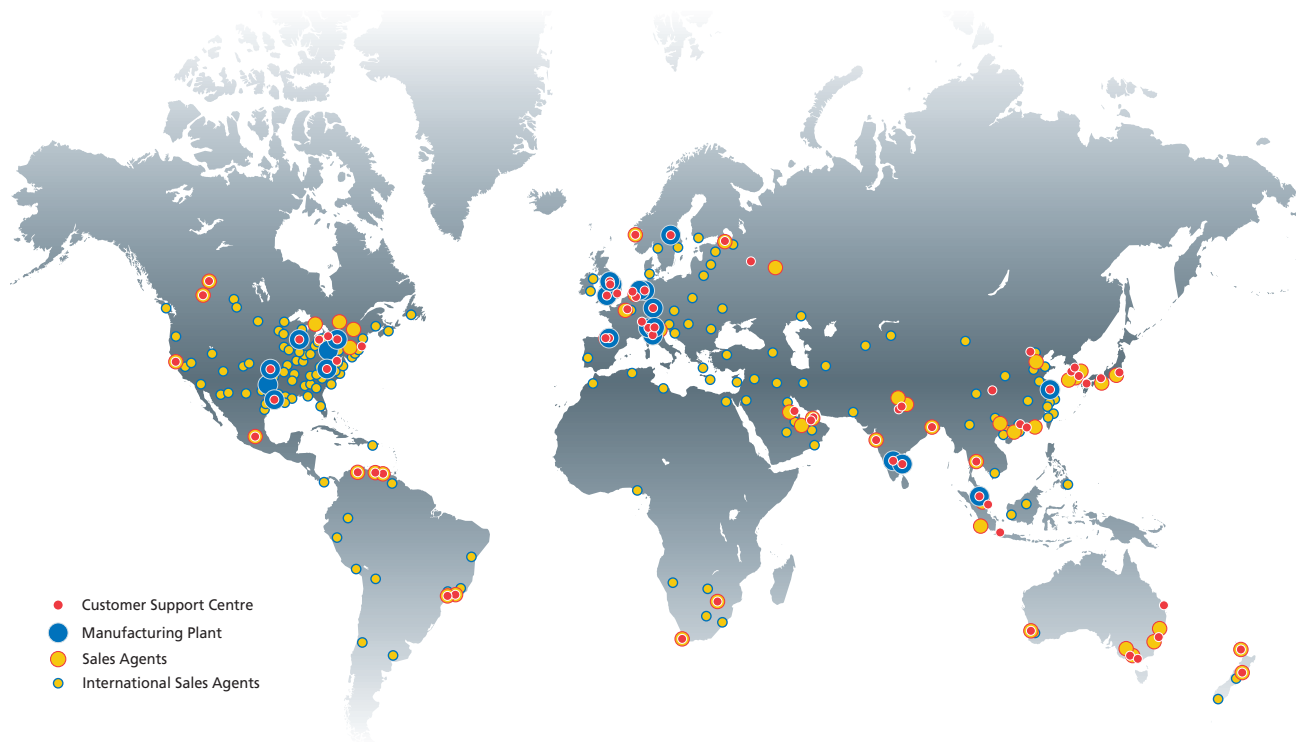 Customer Support Centre
Manufacturing Plant
Sales Agents
International Sales Agents